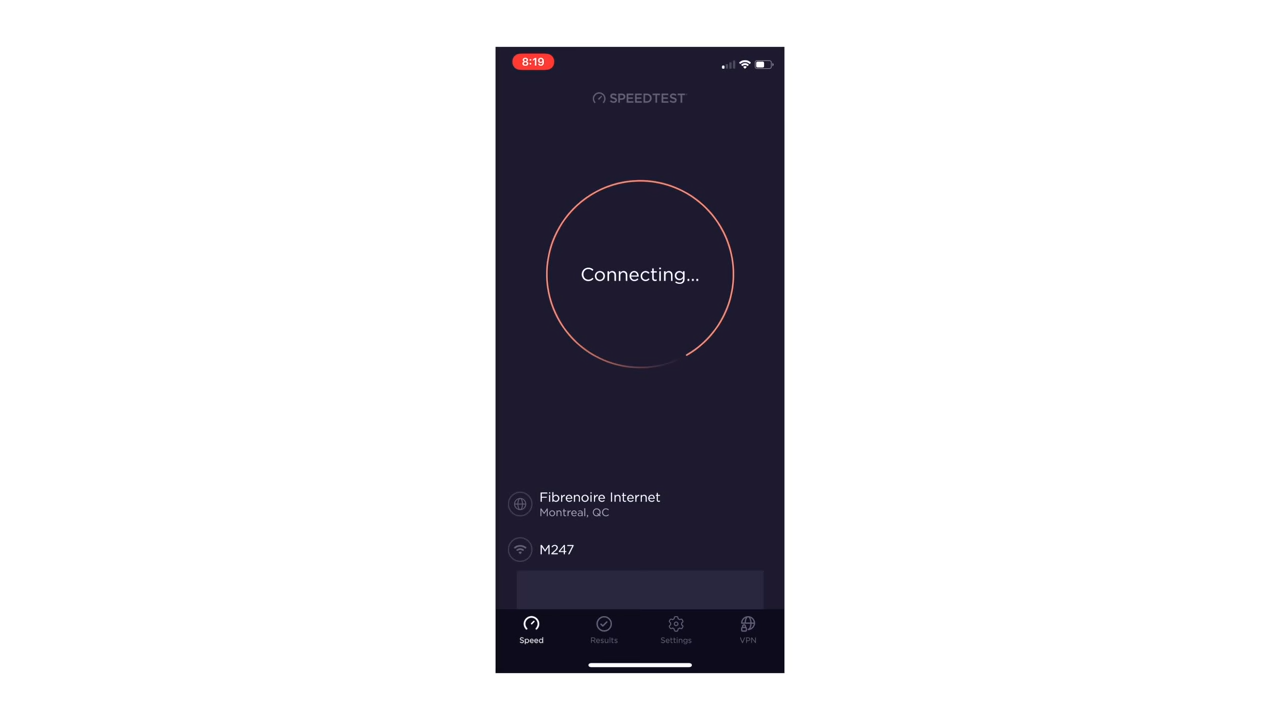 8:19
SPEEDTEST
Connecting...
Fibrenoire Internet
Montreal, QC
M247
Speed
Results
Settings
VPN